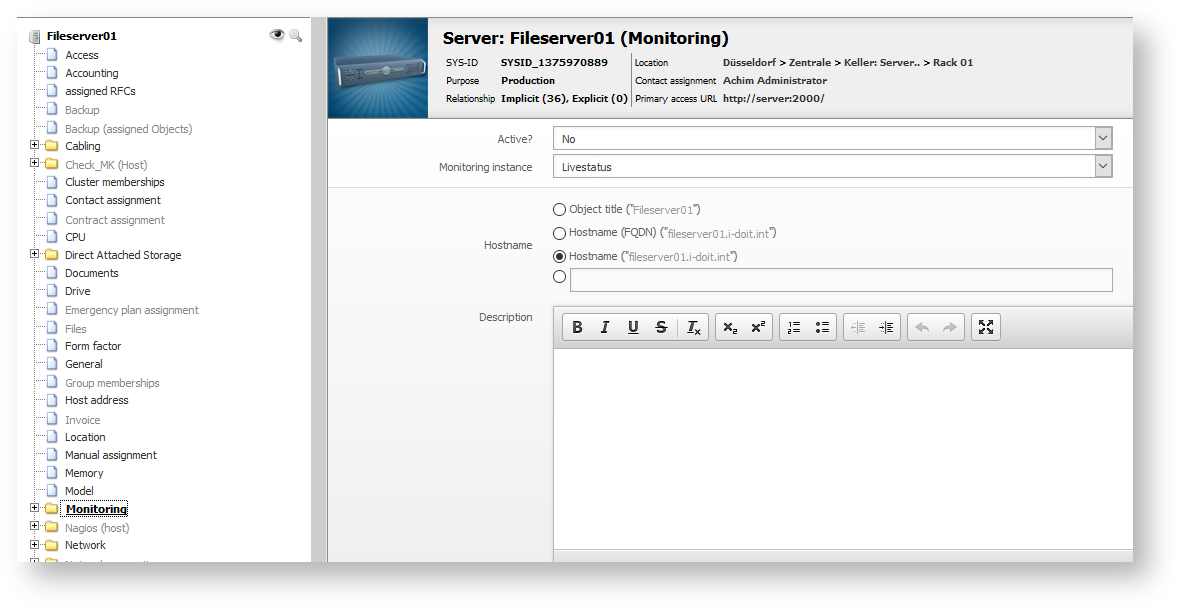 Fileserver01
Access
Accounting
assigned RFCs
Backup
Backup (assigned Objects)
Cabling
Check_MK (Host)
Cluster memberships
Contact assignment
Contract assignment
CPU
Direct Attached Storage
Documents
Drive
Emergency plan assignment
Files
Form factor
General
Group memberships
Host address
Invoice
Location
Manual assignment
Memory
Model
Monitoring
Nagios (host)
Network
Server: Fileserver01 (Monitoring)
SYS-ID SYSID_1375970889 Location Düsseldorf > Zentrale > Keller: Server.. > Rack 01
Purpose Production Contact assignment Achim Administrator
Relationship Implicit (36), Explicit (0) Primary access URL http://server:2000/
Active? No
Monitoring instance Livestatus
Object title ("Fileserver01")
Hostname (FQDN) ("fileserver01.i-doit.int")
Hostname
Hostname ("fileserver01.i-doit.int")
Description
B I U S Tx x₂ x²